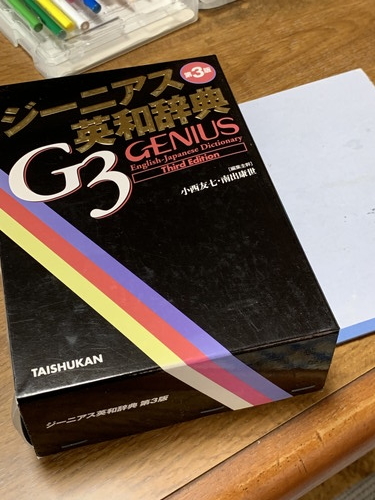 ジーニアス
英和辞典
第3版
G3
GENIUS
English-Japanese Dictionary
Third Edition
[編集主幹]
小西友七・南出康世
TAISHUKAN
ジーニアス英和辞典 第3版